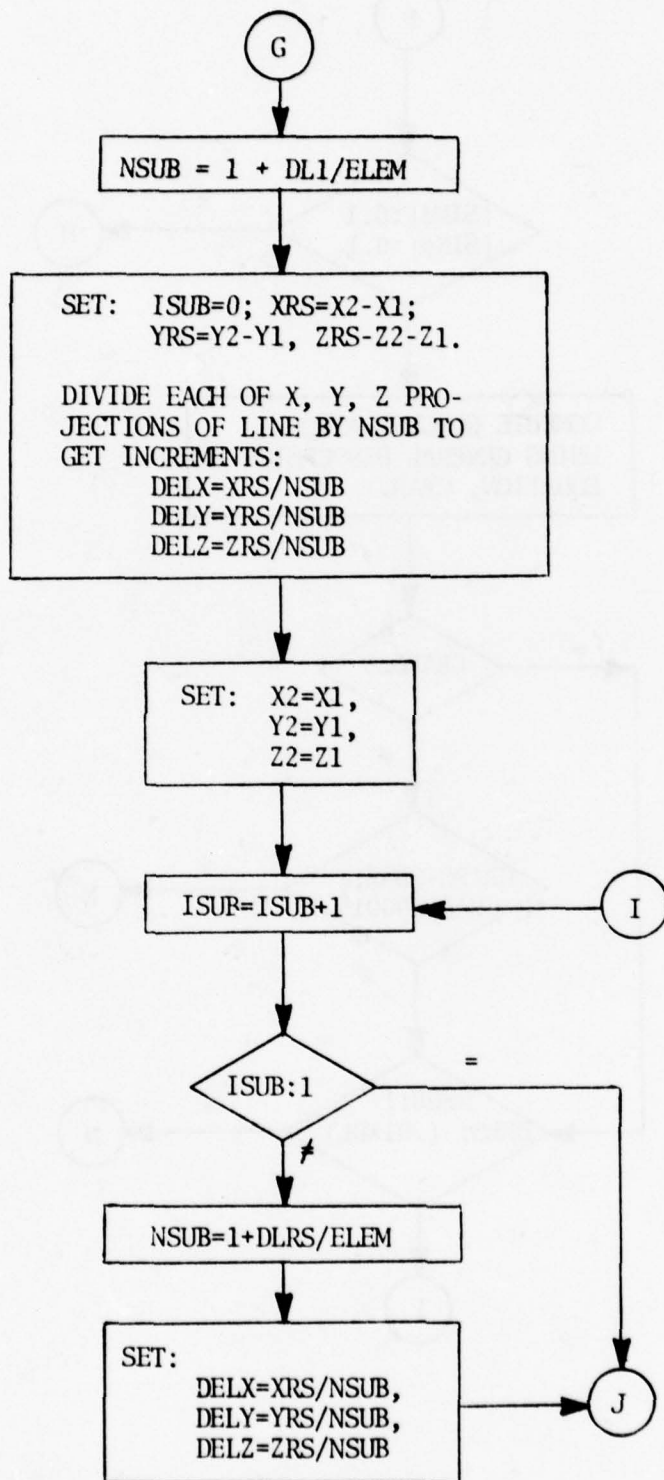 G
NSUB = 1 + DL1/ELEM
SET: ISUB=0; XRS=X2-X1;
YRS=Y2-Y1, ZRS-Z2-Z1.
DIVIDE EACH OF X, Y, Z PRO-
JECTIONS OF LINE BY NSUB TO
GET INCREMENTS:
DELX=XRS/NSUB
DELY=YRS/NSUB
DELZ=ZRS/NSUB
SET: X2=X1,
Y2=Y1,
Z2=Z1
ISUB=ISUB+1
I
ISUB:1
=
≠
NSUB=1+DLRS/ELEM
SET:
DELX=XRS/NSUB,
DELY=YRS/NSUB,
DELZ=ZRS/NSUB
J